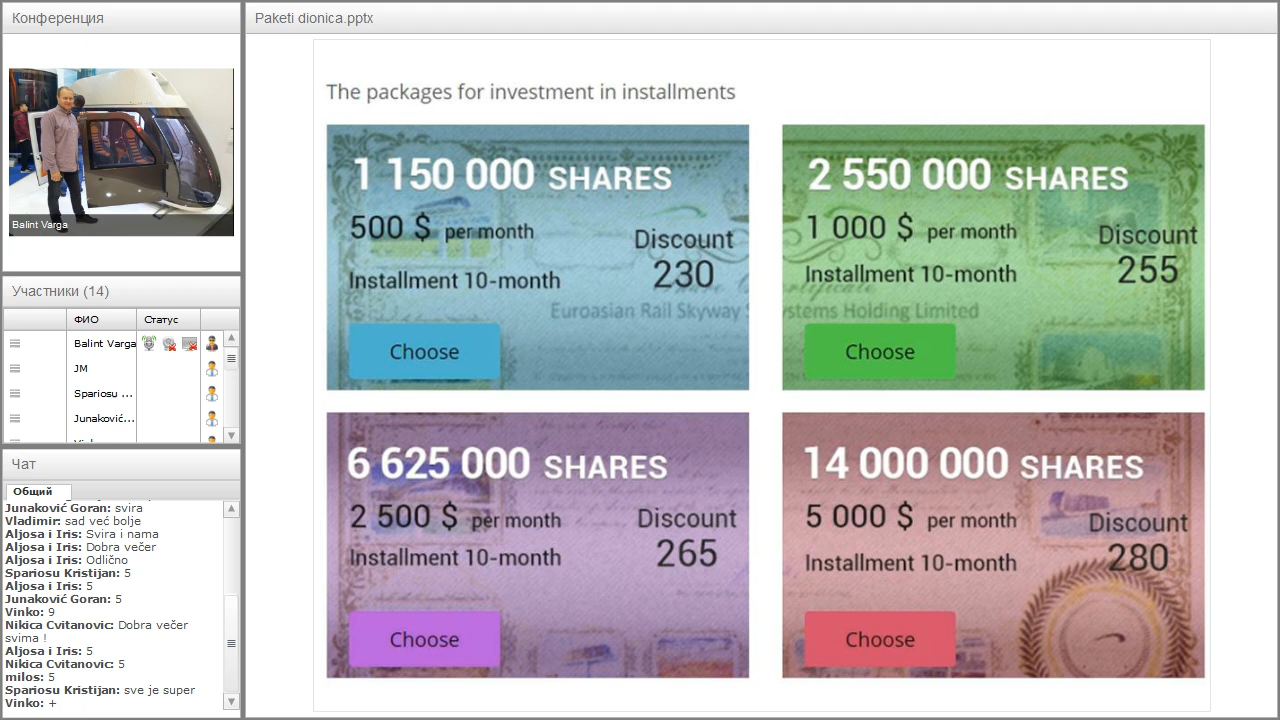 Конференция
Balint Varga
Участники (14)
ФИО Статус
Balint Varga
JM
Spariosu ...
Junaković...
Чат
Общий
Junaković Goran: svira
Vladimir: sad već bolje
Aljosa i Iris: Svira i nama
Aljosa i Iris: Dobra večer
Aljosa i Iris: Odlično
Spariosu Kristijan: 5
Aljosa i Iris: 5
Junaković Goran: 5
Vinko: 9
Nikica Cvitanovic: Dobra večer
svima !
Aljosa i Iris: 5
Nikica Cvitanovic: 5
milos: 5
Spariosu Kristijan: sve je super
Vinko: +
Paketi dionica.pptx
The packages for investment in installments
1 150 000 SHARES
500 $ per month
Discount
230
Installment 10-month
Choose
2 550 000 SHARES
1 000 $ per month
Discount
255
Installment 10-month
Euroasian Rail Skyway Systems Holding Limited
Choose
6 625 000 SHARES
2 500 $ per month
Discount
265
Installment 10-month
Choose
14 000 000 SHARES
5 000 $ per month
Discount
280
Installment 10-month
Choose